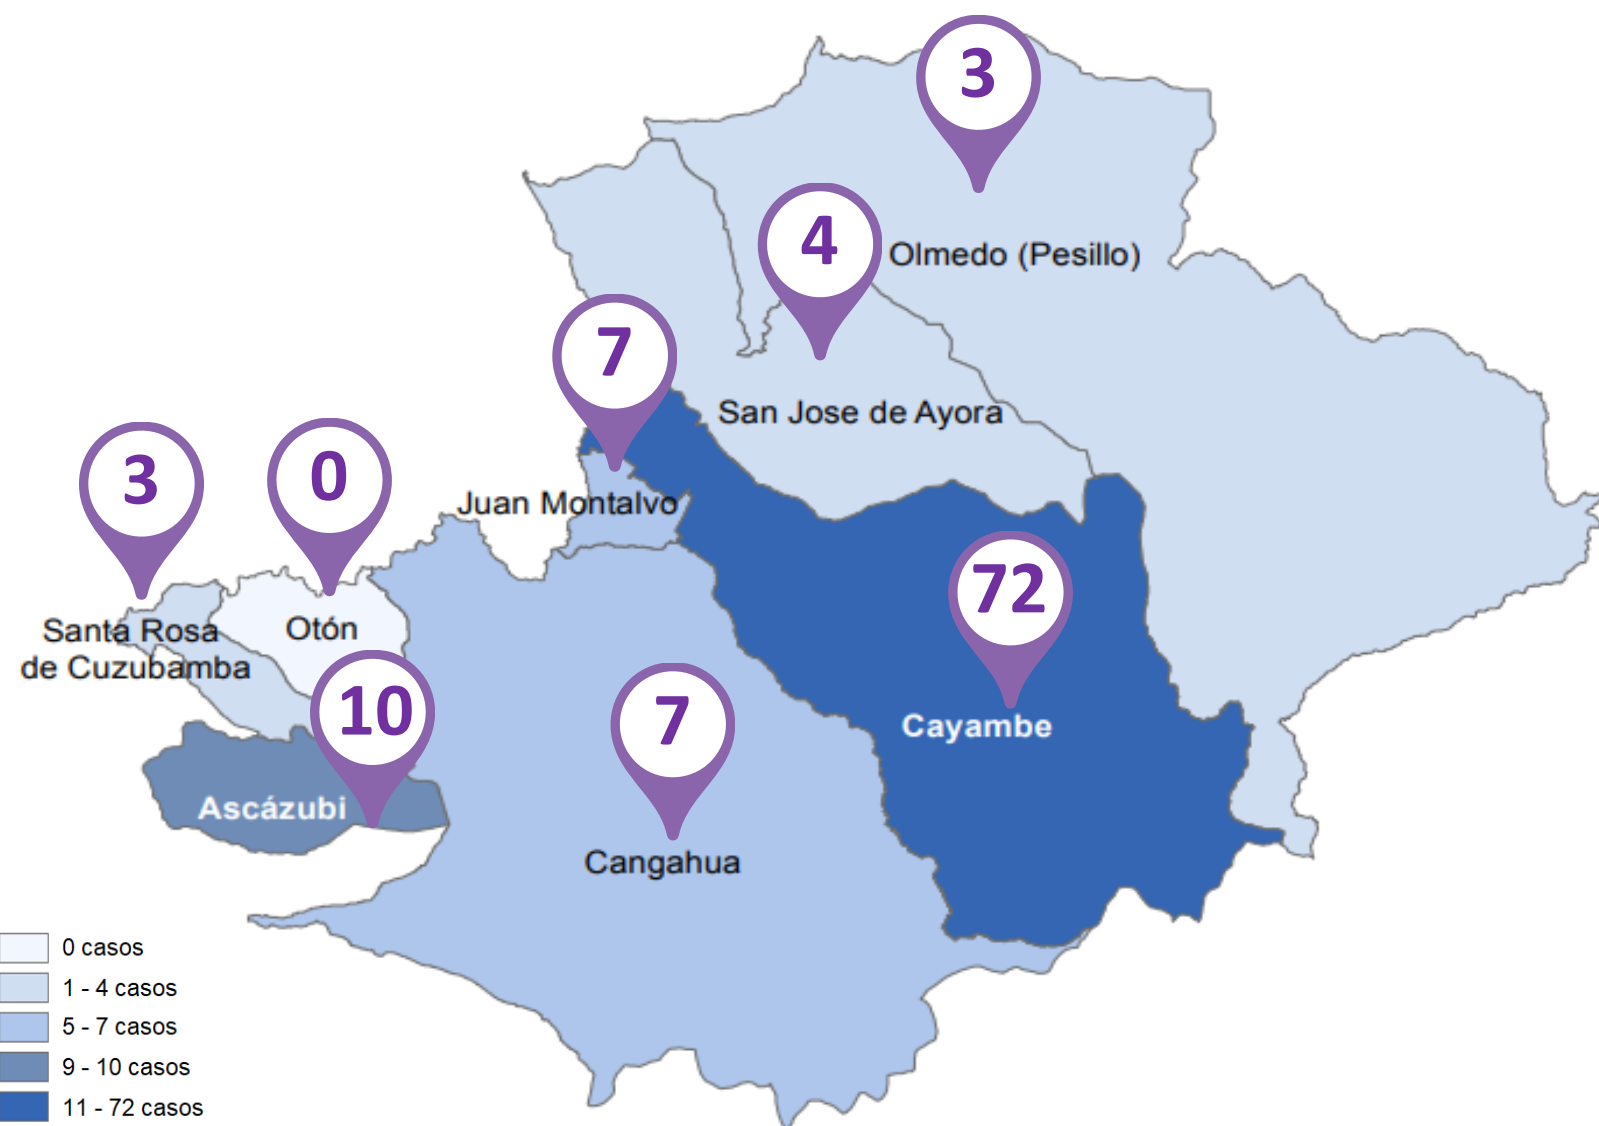 3
4
Olmedo (Pesillo)
7
San Jose de Ayora
3
0
Juan Montalvo
72
Santa Rosa
de Cuzubamba
Otón
10
7
Cayambe
Ascázubi
Cangahua
0 casos
1 - 4 casos
5 - 7 casos
9 - 10 casos
11 - 72 casos